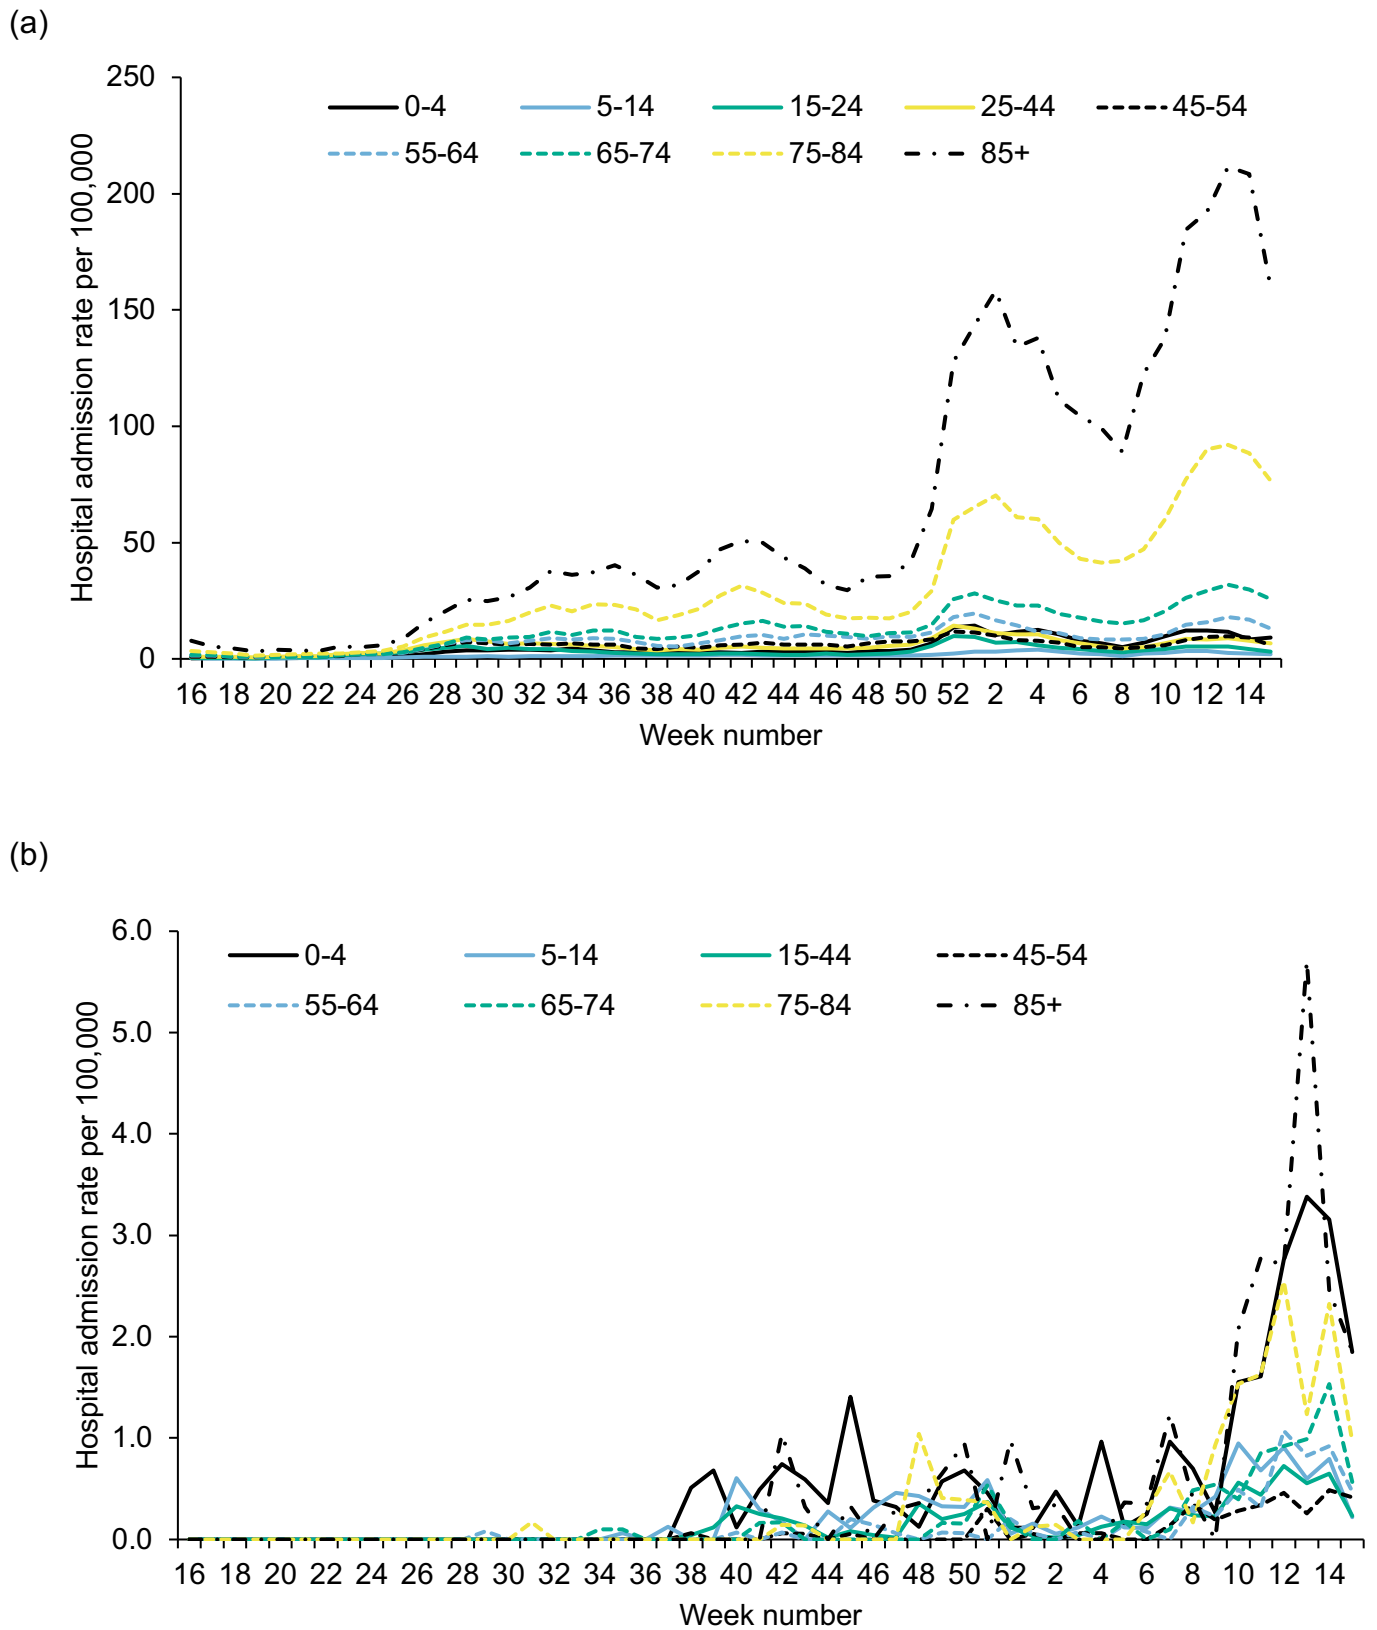 (a)
250
200
150
100
50
0
Hospital admission rate per 100,000
0-4 5-14 15-24 25-44 45-54
55-64 65-74 75-84 85+
16 18 20 22 24 26 28 30 32 34 36 38 40 42 44 46 48 50 52 2 4 6 8 10 12 14
Week number
(b)
6.0
5.0
4.0
3.0
2.0
1.0
0.0
Hospital admission rate per 100,000
0-4 5-14 15-44 45-54
55-64 65-74 75-84 85+
16 18 20 22 24 26 28 30 32 34 36 38 40 42 44 46 48 50 52 2 4 6 8 10 12 14
Week number